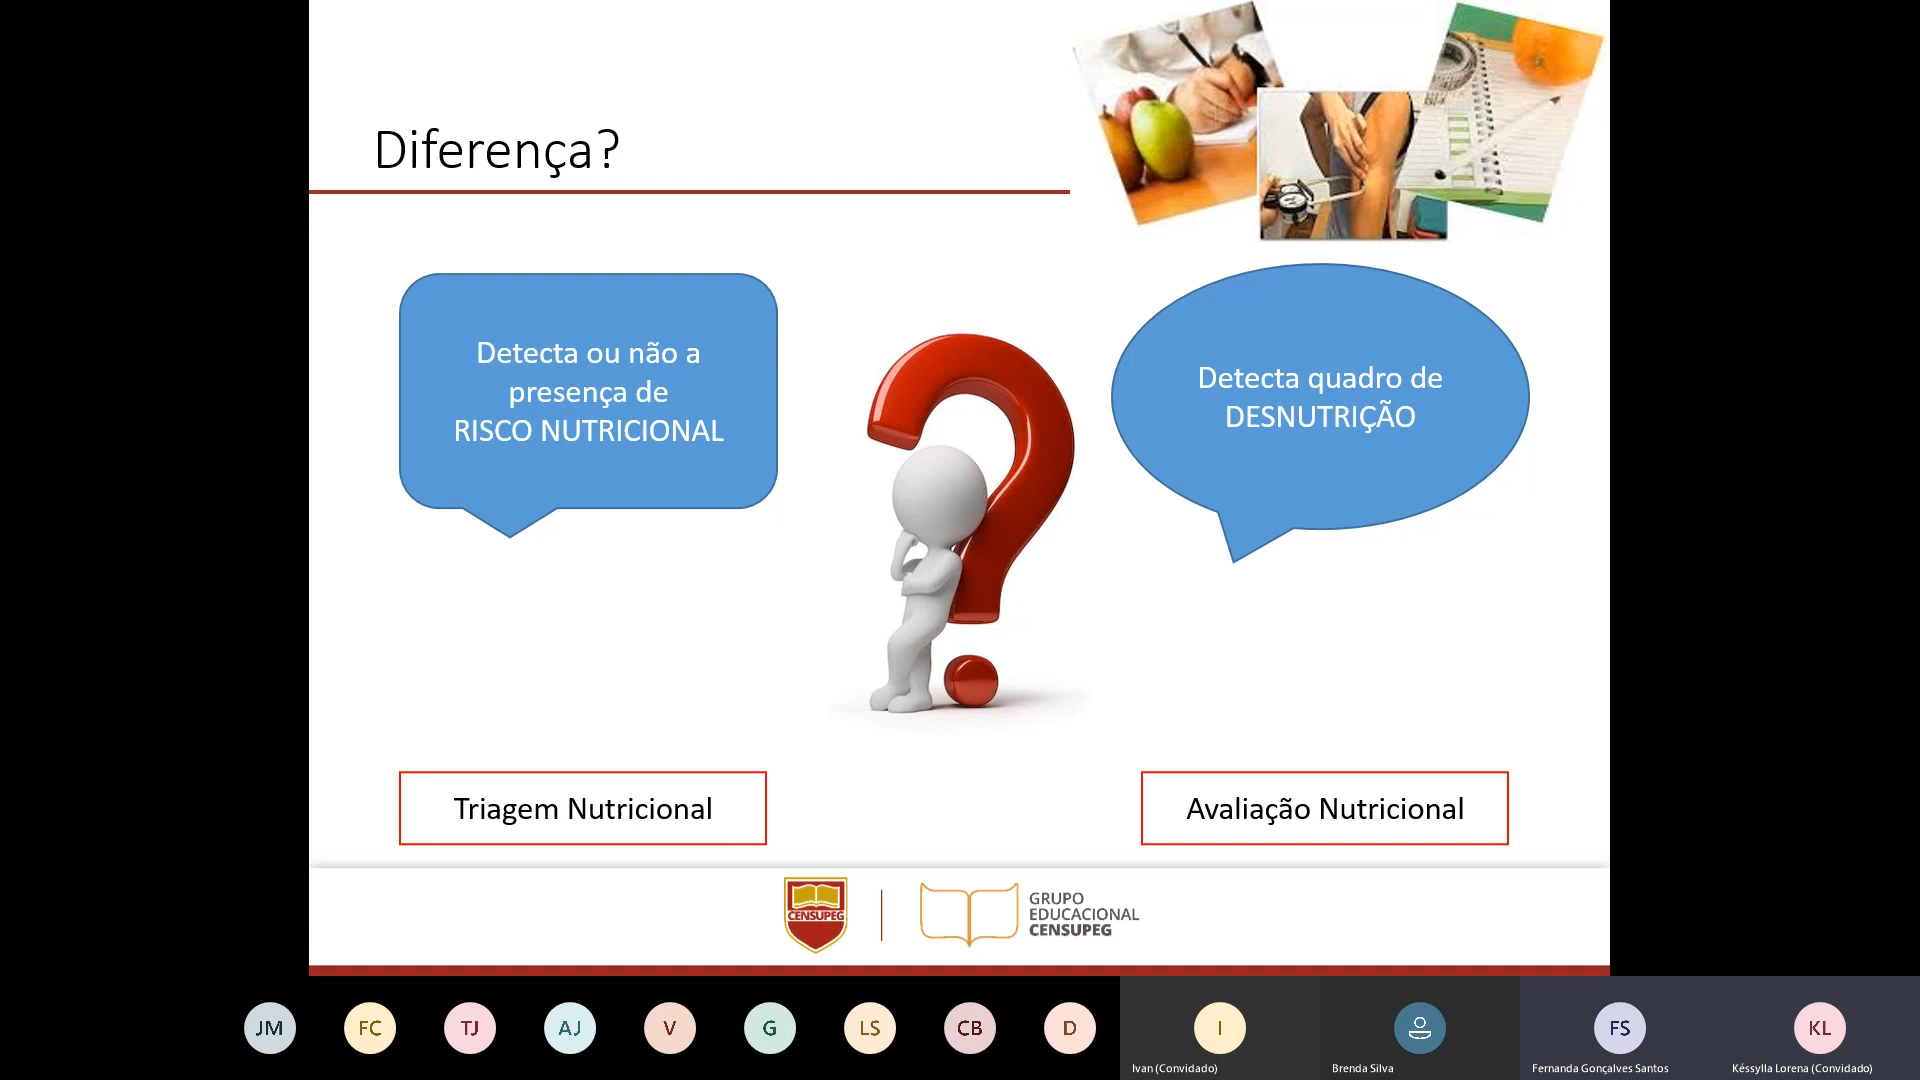 Diferença?
Detecta ou não a
presença de
RISCO NUTRICIONAL
Detecta quadro de
DESNUTRIÇÃO
Triagem Nutricional
Avaliação Nutricional
CENSUPEG
GRUPO
EDUCACIONAL
CENSUPEG
JM
FC
TJ
AJ
V
G
LS
CB
D
I
FS
KL
Ivan (Convidado)
Brenda Silva
Fernanda Gonçalves Santos
Késsylla Lorena (Convidado)